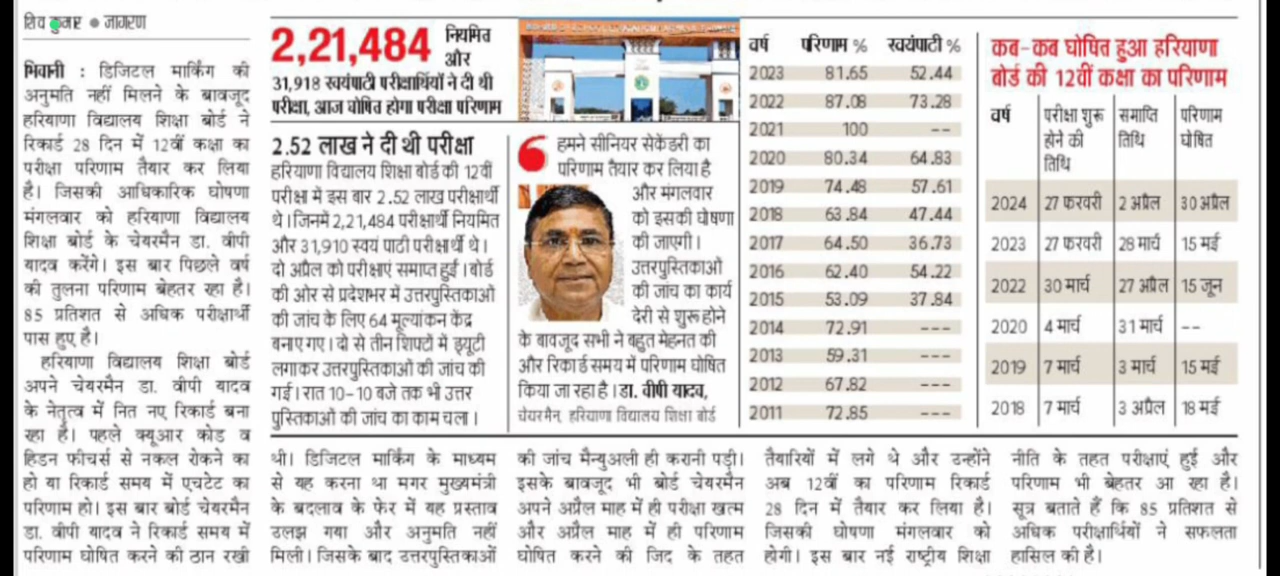 शिव कुमार ● जागरण
भिवानी : डिजिटल मार्किंग की
अनुमति नहीं मिलने के बावजूद
हरियाणा विद्यालय शिक्षा बोर्ड ने
रिकार्ड 28 दिन में 12वीं कक्षा का
परीक्षा परिणाम तैयार कर लिया
है। जिसकी आधिकारिक घोषणा
मंगलवार को हरियाणा विद्यालय
शिक्षा बोर्ड के चेयरमैन डा. वीपी
यादव करेंगे। इस बार पिछले वर्ष
की तुलना परिणाम बेहतर रहा है।
85 प्रतिशत से अधिक परीक्षार्थी
पास हुए है।
हरियाणा विद्यालय शिक्षा बोर्ड
अपने चेयरमैन डा. वीपी यादव
के नेतृत्व में नित नए रिकार्ड बना
रहा है। पहले क्यूआर कोड व
हिडन फीचर्स से नकल रोकने का
हो या रिकार्ड समय में एचटेट का
परिणाम हो। इस बार बोर्ड चेयरमैन
डा. वीपी यादव ने रिकार्ड समय में
परिणाम घोषित करने की ठान रखी
2,21,484 नियमित
और
31,918 स्वयंपाटी परीक्षार्थियों ने दी थी
परीक्षा, आज घोषित होगा परीक्षा परिणाम
2.52 लाख ने दी थी परीक्षा
हरियाणा विद्यालय शिक्षा बोर्ड की 12वीं
परीक्षा में इस बार 2.52 लाख परीक्षार्थी
थे।जिनमें 2,21,484 परीक्षार्थी नियमित
और 31,910 स्वयं पाटी परीक्षार्थी थे।
दो अप्रैल को परीक्षाएं समाप्त हुई।बोर्ड
की ओर से प्रदेशभर में उत्तरपुस्तिकाओं
की जांच के लिए 64 मूल्यांकन केंद्र
बनाए गए। दो से तीन शिफ्टों में ड्यूटी
लगाकर उत्तरपुस्तिकाओं की जांच की
गई। रात 10-10 बजे तक भी उत्तर
पुस्तिकाओं की जांच का काम चला।
हमने सीनियर सेकेंडरी का
परिणाम तैयार कर लिया है
और मंगलवार
को इसकी घोषणा
की जाएगी।
उत्तरपुस्तिकाओं
की जांच का कार्य
देरी से शुरू होने
के बावजूद सभी ने बहुत मेहनत की
और रिकार्ड समय में परिणाम घोषित
किया जा रहा है। डा. वीपी यादव,
चेयरमैन, हरियाणा विद्यालय शिक्षा बोर्ड
वर्ष परिणाम % स्वयंपाटी %
2023 81.65 52.44
2022 87.08 73.28
2021 100 --
2020 80.34 64.83
2019 74.48 57.61
2018 63.84 47.44
2017 64.50 36.73
2016 62.40 54.22
2015 53.09 37.84
2014 72.91 ---
2013 59.31 ---
2012 67.82 ---
2011 72.85 ---
कब-कब घोषित हुआ हरियाणा
बोर्ड की 12वीं कक्षा का परिणाम
वर्ष परीक्षा शुरू समाप्ति परिणाम
होने की तिथि घोषित
तिथि
2024 27 फरवरी 2 अप्रैल 30 अप्रैल
2023 27 फरवरी 28 मार्च 15 मई
2022 30 मार्च 27 अप्रैल 15 जून
2020 4 मार्च 31 मार्च --
2019 7 मार्च 3 मार्च 15 मई
2018 7 मार्च 3 अप्रैल 18 मई
थी। डिजिटल मार्किंग के माध्यम
से यह करना था मगर मुख्यमंत्री
के बदलाव के फेर में यह प्रस्ताव
उलझ गया और अनुमति नहीं
मिली। जिसके बाद उत्तरपुस्तिकाओं
की जांच मैन्युअली ही करानी पड़ी।
इसके बावजूद भी बोर्ड चेयरमैन
अपने अप्रैल माह में ही परीक्षा खत्म
और अप्रैल माह में ही परिणाम
घोषित करने की जिद के तहत
तैयारियों में लगे थे और उन्होंने
अब 12वीं का परिणाम रिकार्ड
28 दिन में तैयार कर लिया है।
जिसकी घोषणा मंगलवार को
होगी। इस बार नई राष्ट्रीय शिक्षा
नीति के तहत परीक्षाएं हुई और
परिणाम भी बेहतर आ रहा है।
सूत्र बताते हैं कि 85 प्रतिशत से
अधिक परीक्षार्थियों ने सफलता
हासिल की है।